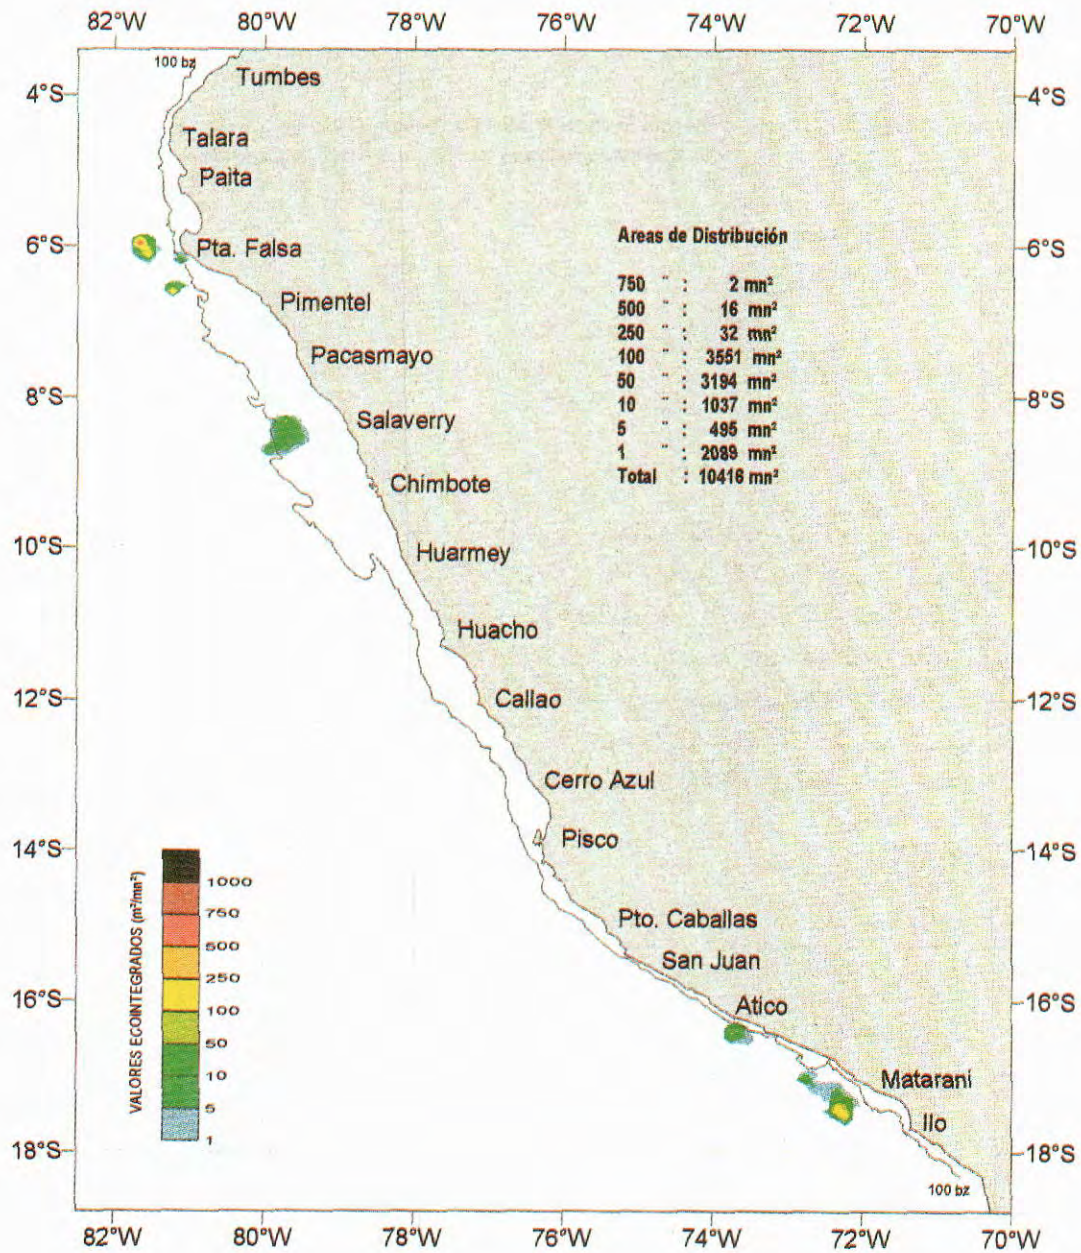 82°W 80°W 78°W 76°W 74°W 72°W 70°W
100 bz
Tumbes
4°S 4°S
Talara
Paita
Areas de Distribución
6°S Pta. Falsa 6°S
750 " : 2 mn²
Pimentel
500 " : 16 mn²
250 " : 32 mn²
Pacasmayo
100 " : 3551 mn²
50 " : 3194 mn²
8°S 8°S
10 " : 1037 mn²
Salaverry
5 " : 495 mn²
1 " : 2089 mn²
Total : 10416 mn²
Chimbote
10°S Huarmey 10°S
Huacho
12°S Callao 12°S
Cerro Azul
14°S Pisco 14°S
VALORES ECOINTEGRADOS (m²/mn²)
1000
750
500
250
100
50
10
5
1
Pto. Caballas
San Juan
16°S Atico 16°S
Matarani
Ilo
18°S 18°S
100 bz
82°W 80°W 78°W 76°W 74°W 72°W 70°W